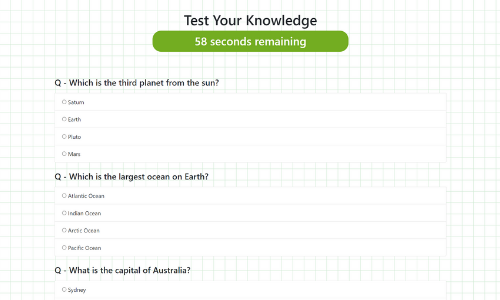 Test Your Knowledge
58 seconds remaining
Q - Which is the third planet from the sun?
Saturn
Earth
Pluto
Mars
Q - Which is the largest ocean on Earth?
Atlantic Ocean
Indian Ocean
Arctic Ocean
Pacific Ocean
Q - What is the capital of Australia?
Sydney